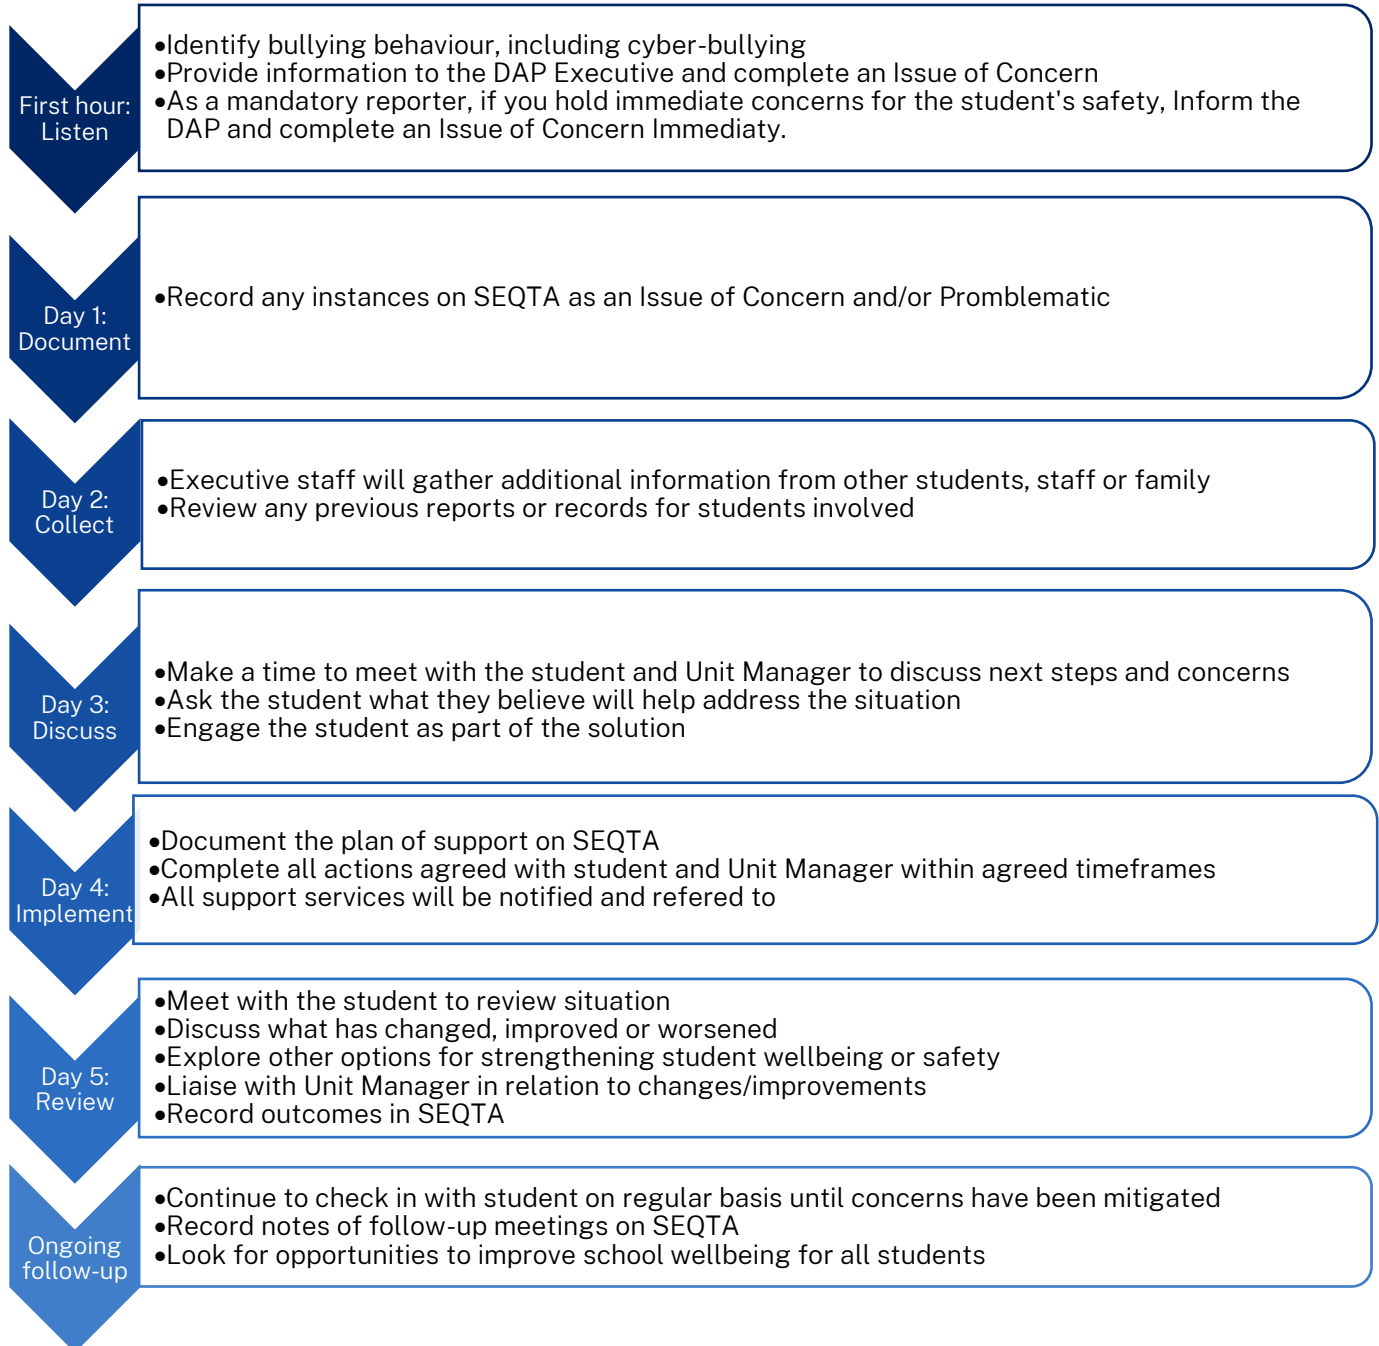 First hour:
Listen
•Identify bullying behaviour, including cyber-bullying
•Provide information to the DAP Executive and complete an Issue of Concern
•As a mandatory reporter, if you hold immediate concerns for the student's safety, Inform the
DAP and complete an Issue of Concern Immediaty.
Day 1:
Document
•Record any instances on SEQTA as an Issue of Concern and/or Promblematic
Day 2:
Collect
•Executive staff will gather additional information from other students, staff or family
•Review any previous reports or records for students involved
Day 3:
Discuss
•Make a time to meet with the student and Unit Manager to discuss next steps and concerns
•Ask the student what they believe will help address the situation
•Engage the student as part of the solution
Day 4:
Implement
•Document the plan of support on SEQTA
•Complete all actions agreed with student and Unit Manager within agreed timeframes
•All support services will be notified and refered to
Day 5:
Review
•Meet with the student to review situation
•Discuss what has changed, improved or worsened
•Explore other options for strengthening student wellbeing or safety
•Liaise with Unit Manager in relation to changes/improvements
•Record outcomes in SEQTA
Ongoing
follow-up
•Continue to check in with student on regular basis until concerns have been mitigated
•Record notes of follow-up meetings on SEQTA
•Look for opportunities to improve school wellbeing for all students